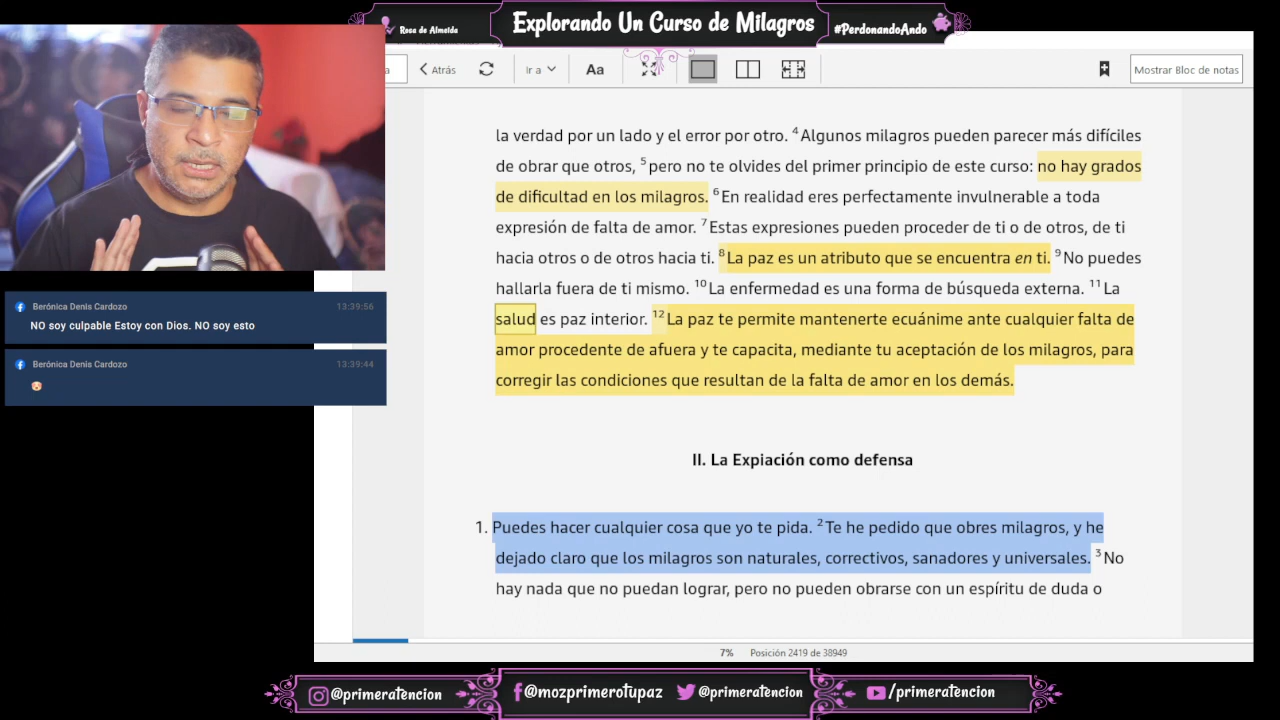 Rosa de Almeida
Explorando Un Curso de Milagros
#PerdonandoAndo
a
Atrás
Ir a
Aa
Mostrar Bloc de notas
la verdad por un lado y el error por otro. 4 Algunos milagros pueden parecer más difíciles
de obrar que otros, 5 pero no te olvides del primer principio de este curso: no hay grados
de dificultad en los milagros. 6 En realidad eres perfectamente invulnerable a toda
expresión de falta de amor. 7 Estas expresiones pueden proceder de ti o de otros, de ti
hacia otros o de otros hacia ti. 8 La paz es un atributo que se encuentra en ti. 9 No puedes
hallarla fuera de ti mismo. 10 La enfermedad es una forma de búsqueda externa. 11 La
salud es paz interior. 12 La paz te permite mantenerte ecuánime ante cualquier falta de
amor procedente de afuera y te capacita, mediante tu aceptación de los milagros, para
corregir las condiciones que resultan de la falta de amor en los demás.
II. La Expiación como defensa
1. Puedes hacer cualquier cosa que yo te pida. 2 Te he pedido que obres milagros, y he
dejado claro que los milagros son naturales, correctivos, sanadores y universales. 3 No
hay nada que no puedan lograr, pero no pueden obrarse con un espíritu de duda o
7% Posición 2419 de 38949
Berónica Denis Cardozo 13:39:56
NO soy culpable Estoy con Dios. NO soy esto
Berónica Denis Cardozo 13:39:44
@primeratencion
@mozprimerotupaz
@primeratencion
/primeratencion